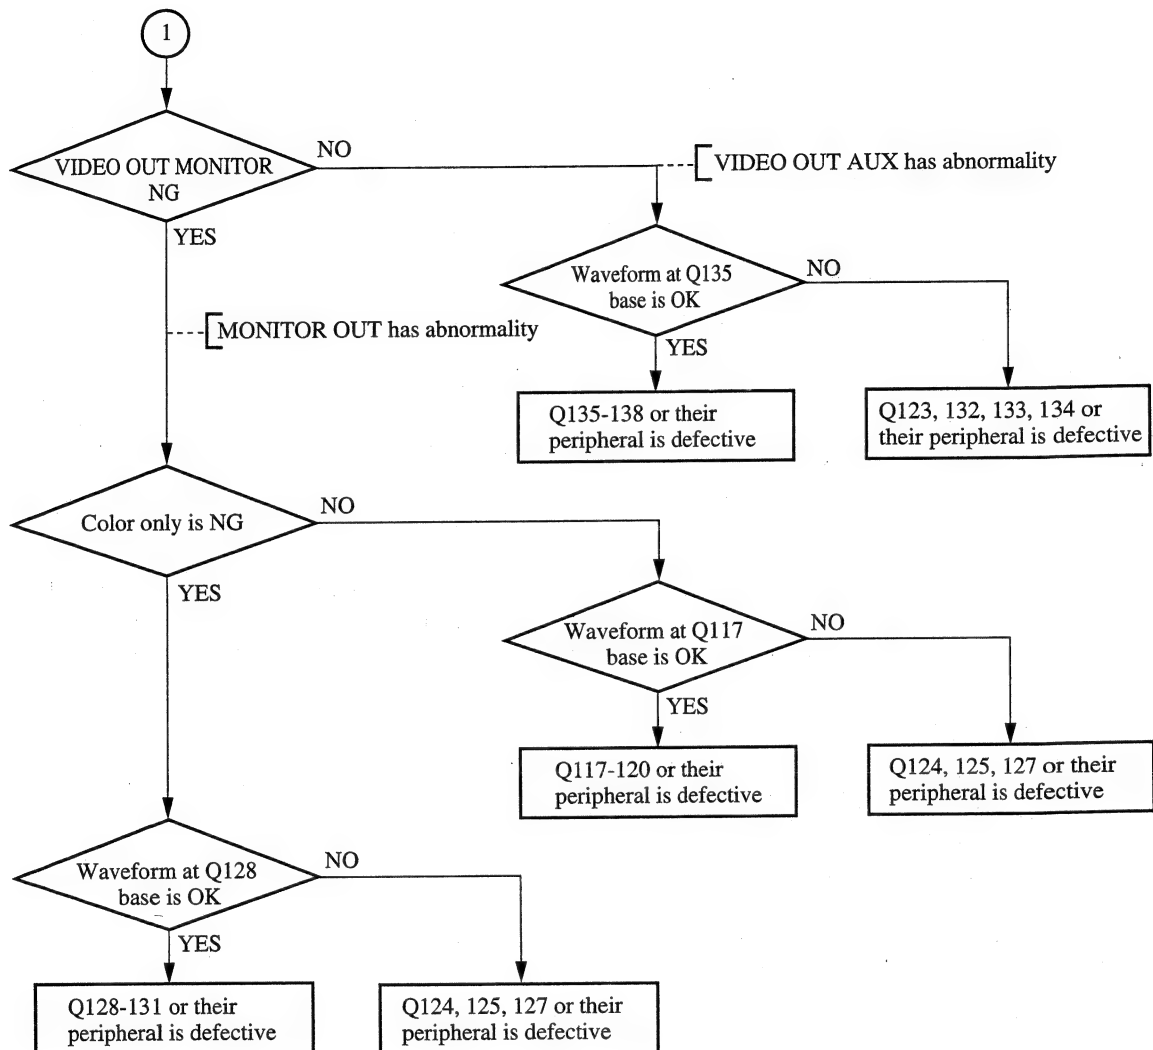 1
VIDEO OUT MONITOR
NG
NO
VIDEO OUT AUX has abnormality
YES
Waveform at Q135
base is OK
NO
YES
MONITOR OUT has abnormality
Q135-138 or their
peripheral is defective
Q123, 132, 133, 134 or
their peripheral is defective
Color only is NG
NO
YES
Waveform at Q117
base is OK
NO
YES
Q117-120 or their
peripheral is defective
Q124, 125, 127 or their
peripheral is defective
Waveform at Q128
base is OK
NO
YES
Q128-131 or their
peripheral is defective
Q124, 125, 127 or their
peripheral is defective